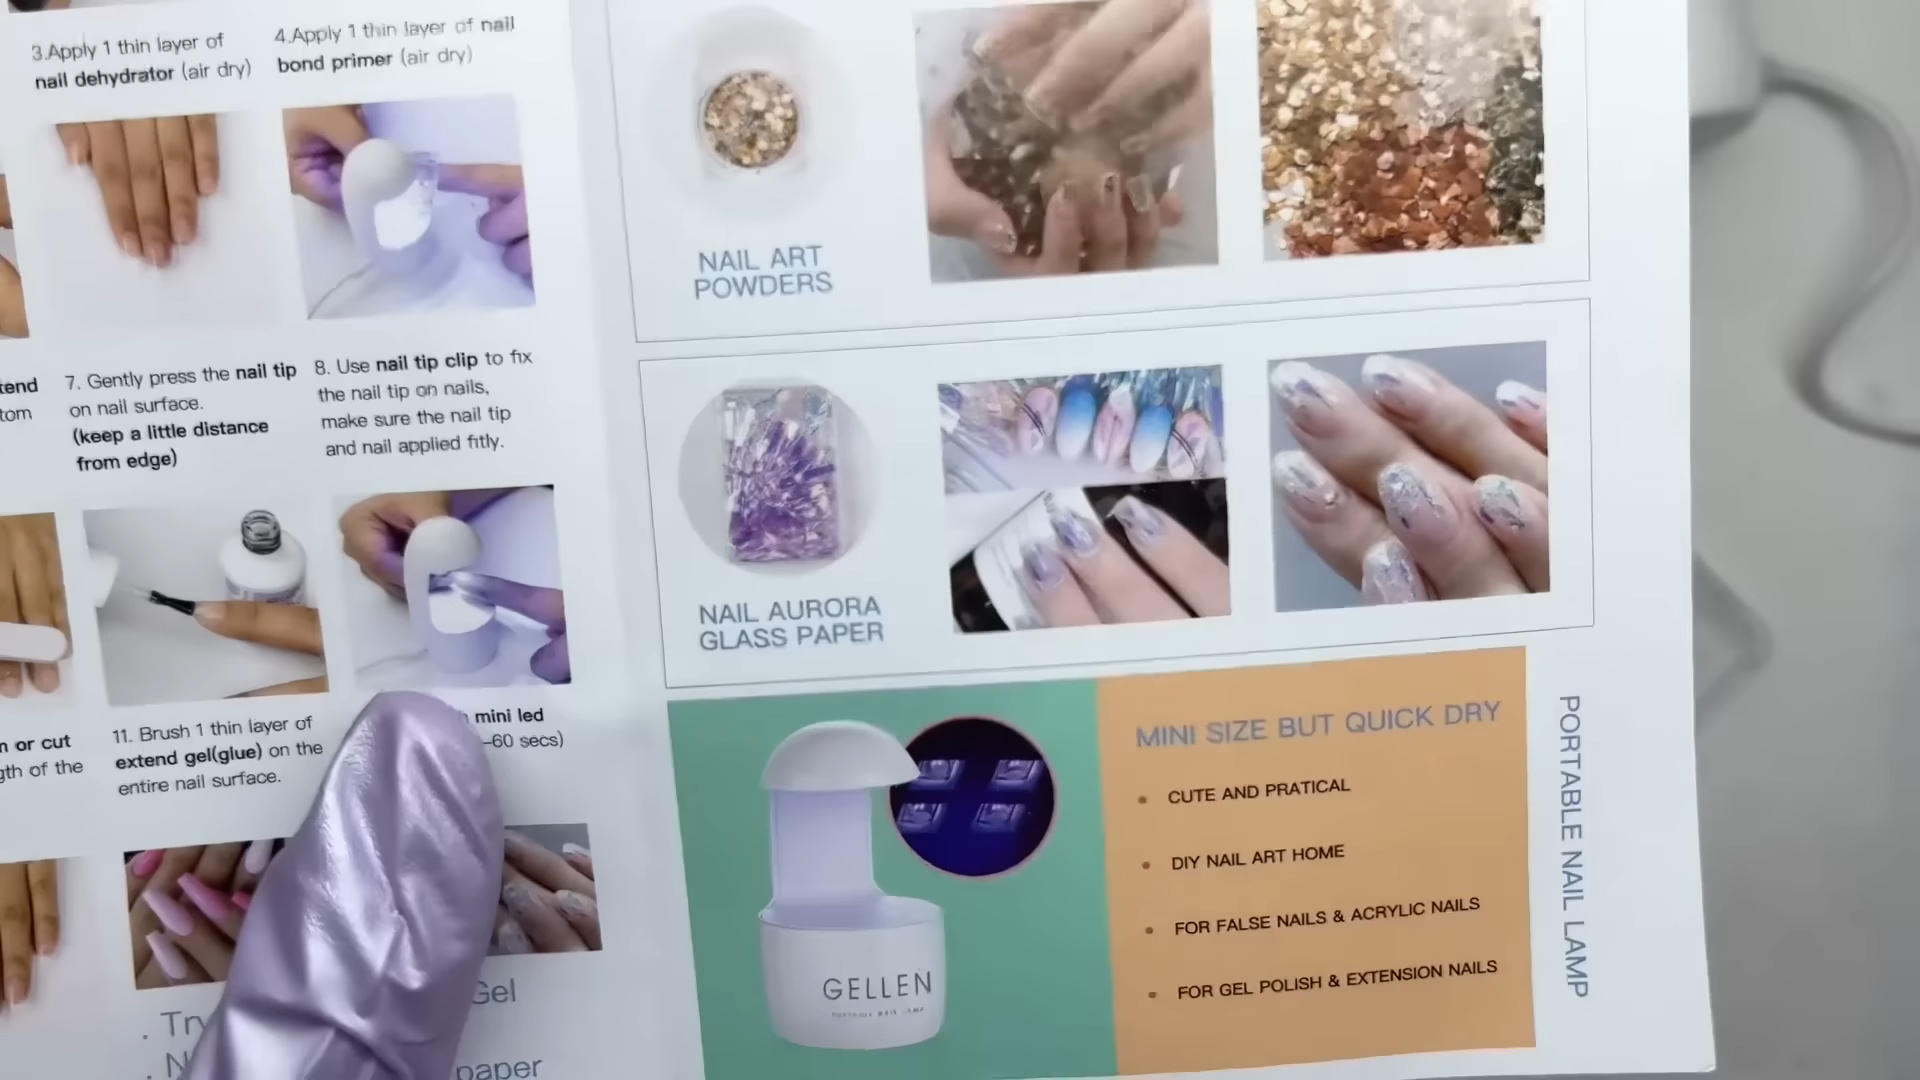 3.Apply 1 thin layer of
nail dehydrator (air dry)
4.Apply 1 thin layer of nail
bond primer (air dry)
tend
tom
7. Gently press the nail tip
on nail surface.
(keep a little distance
from edge)
8. Use nail tip clip to fix
the nail tip on nails,
make sure the nail tip
and nail applied fitly.
or cut
gth of the
11. Brush 1 thin layer of
extend gel(glue) on the
entire nail surface.
mini led
–60 secs)
. Try
Gel
paper
NAIL ART
POWDERS
NAIL AURORA
GLASS PAPER
GELLEN
MINI SIZE BUT QUICK DRY
• CUTE AND PRATICAL
• DIY NAIL ART HOME
• FOR FALSE NAILS & ACRYLIC NAILS
• FOR GEL POLISH & EXTENSION NAILS
PORTABLE NAIL LAMP